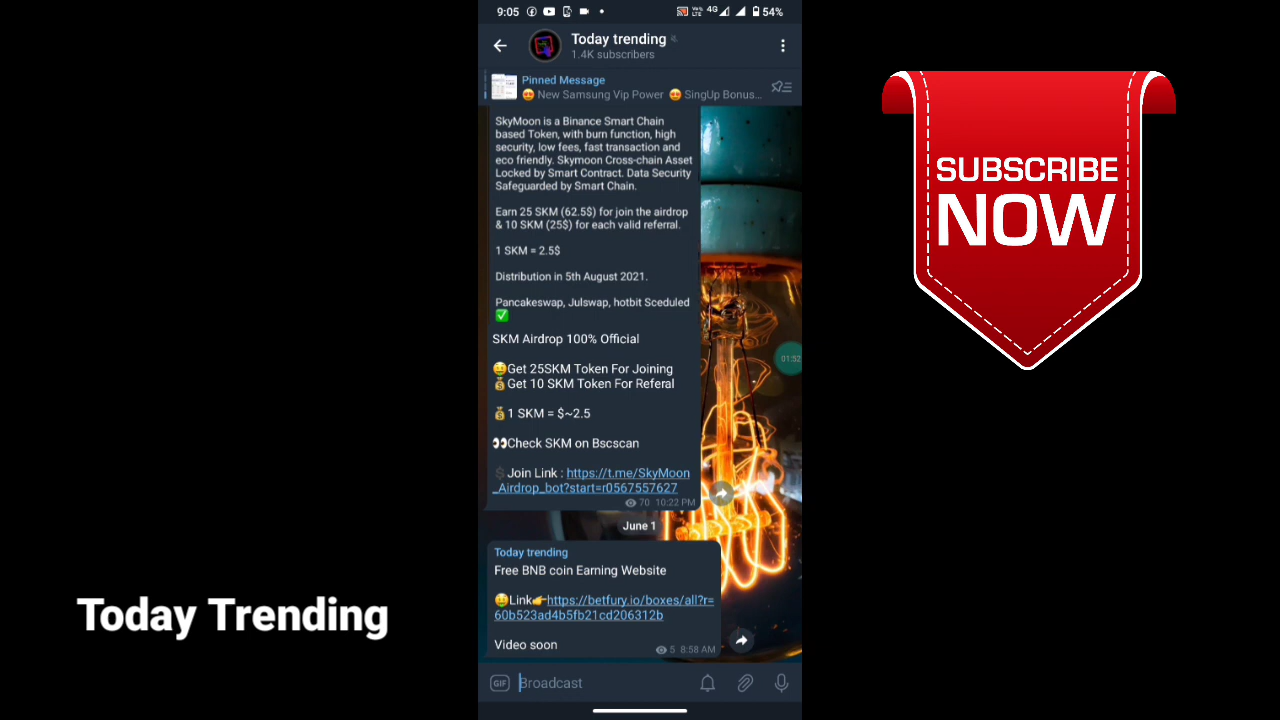 9:05
Vo
LTE
4G
54%
Today trending
1.4K subscribers
Pinned Message
😍 New Samsung Vip Power 😍 SingUp Bonus...
SkyMoon is a Binance Smart Chain
based Token, with burn function, high
security, low fees, fast transaction and
eco friendly. Skymoon Cross-chain Asset
Locked by Smart Contract. Data Security
Safeguarded by Smart Chain.
Earn 25 SKM (62.5$) for join the airdrop
& 10 SKM (25$) for each valid referral.
1 SKM = 2.5$
Distribution in 5th August 2021.
Pancakeswap, Julswap, hotbit Sceduled
✅
SKM Airdrop 100% Official
🤑Get 25SKM Token For Joining
💰Get 10 SKM Token For Referal
💰1 SKM = $~2.5
👀Check SKM on Bscscan
💲Join Link : https://t.me/SkyMoon
_Airdrop_bot?start=r0567557627
70 10:22 PM
01:52
June 1
Today trending
Free BNB coin Earning Website
🤑Link👉https://betfury.io/boxes/all?r=
60b523ad4b5fb21cd206312b
Video soon
5 8:58 AM
GIF
Broadcast
SUBSCRIBE
NOW
Today Trending